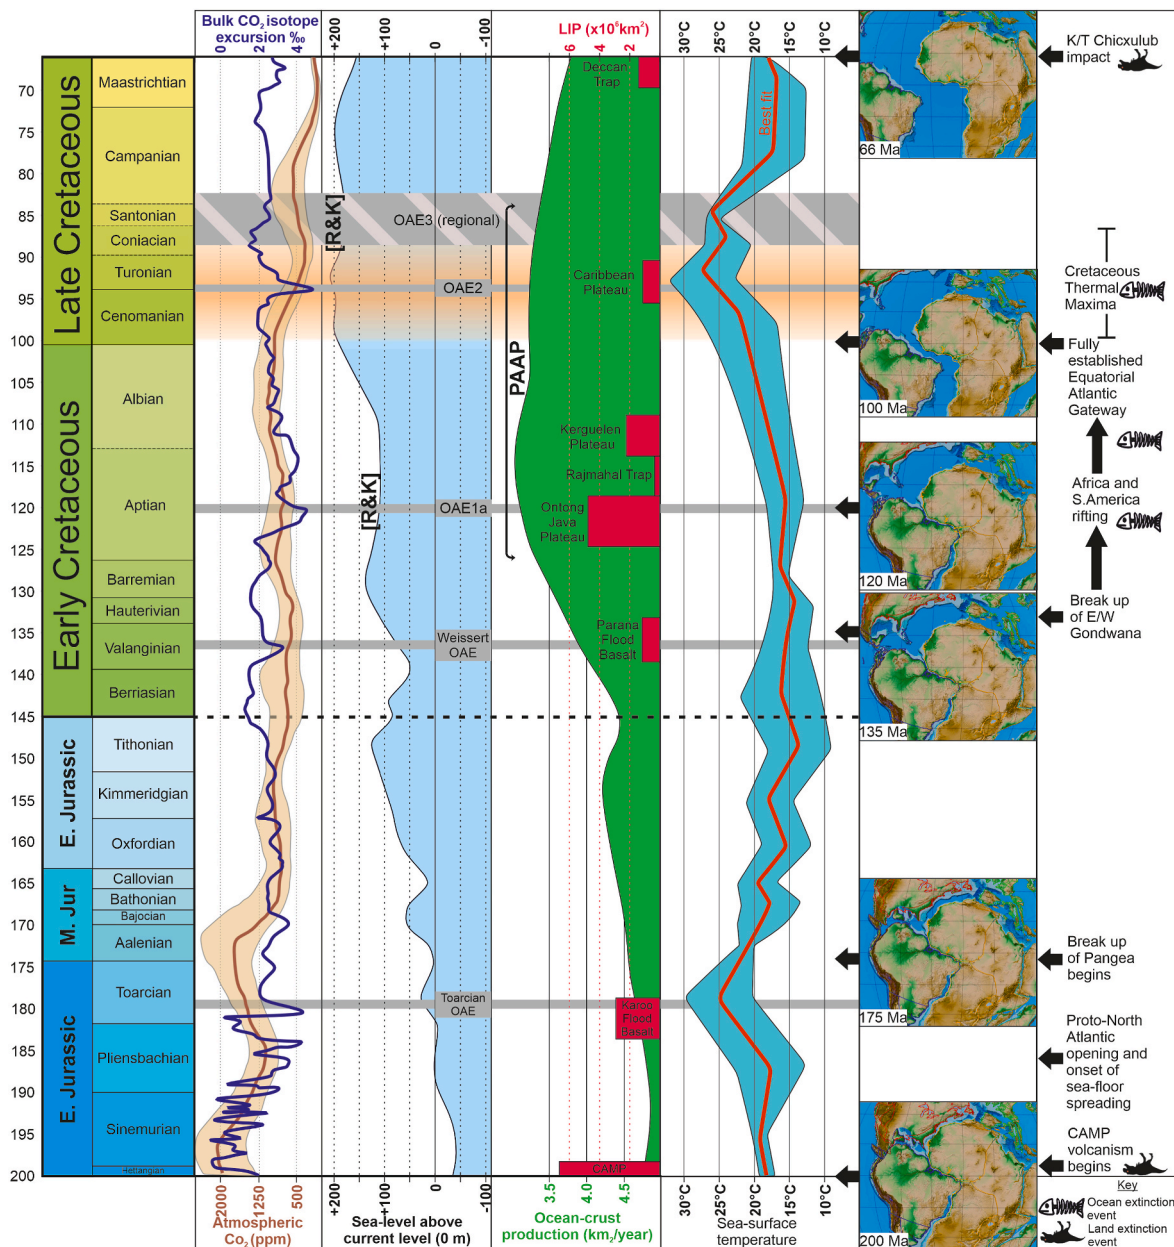 Bulk CO₂ isotope
excursion ‰
0 2 4
+200
+100
0
-100
LIP (x10⁶km²)
6 4 2
30°C
25°C
20°C
15°C
10°C
70
75
80
85
90
95
100
105
110
115
120
125
130
135
140
145
150
155
160
165
170
175
180
185
190
195
200
Late Cretaceous
Early Cretaceous
E. Jurassic
M. Jur
E. Jurassic
Maastrichtian
Campanian
Santonian
Coniacian
Turonian
Cenomanian
Albian
Aptian
Barremian
Hauterivian
Valanginian
Berriasian
Tithonian
Kimmeridgian
Oxfordian
Callovian
Bathonian
Bajocian
Aalenian
Toarcian
Pliensbachian
Sinemurian
Hettangian
[R&K]
[R&K]
OAE3 (regional)
OAE2
OAE1a
Weissert
OAE
Toarcian
OAE
PAAP
Deccan
Trap
Caribbean
Plateau
Kerguelen
Plateau
Rajmahal Trap
Ontong
Java
Plateau
Parana
Flood
Basalt
Karoo
Flood
Basalt
CAMP
Best fit
66 Ma
100 Ma
120 Ma
135 Ma
175 Ma
200 Ma
K/T Chicxulub
impact
Cretaceous
Thermal
Maxima
Fully
established
Equatorial
Atlantic
Gateway
Africa and
S.America
rifting
Break up
of E/W
Gondwana
Break up
of Pangea
begins
Proto-North
Atlantic
opening and
onset of
sea-floor
spreading
CAMP
volcanism
begins
Key
Ocean extinction
event
Land extinction
event
2000
1250
500
Atmospheric
Co₂ (ppm)
+200
+100
0
-100
Sea-level above
current level (0 m)
3.5
4.0
4.5
Ocean-crust
production (km₂/year)
30°C
25°C
20°C
15°C
10°C
Sea-surface
temperature